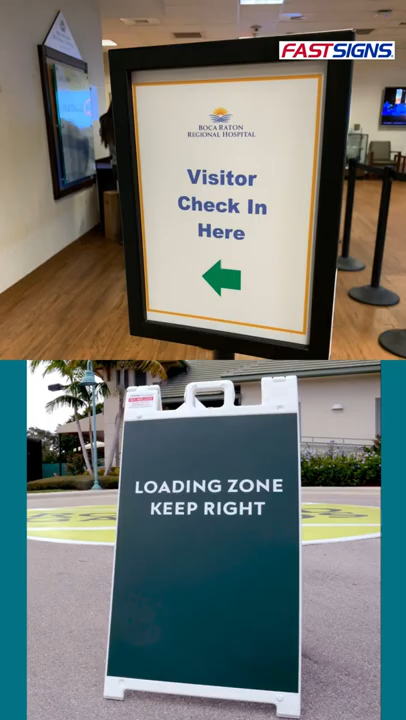 FASTSIGNS.
BOCA RATON
REGIONAL HOSPITAL
Visitor
Check In
Here
LOADING ZONE
KEEP RIGHT